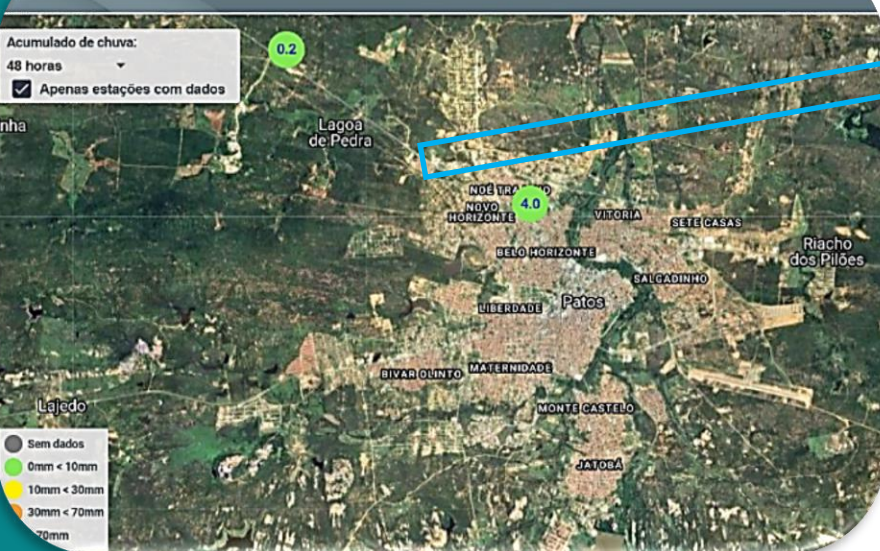 Acumulado de chuva:
48 horas
Apenas estações com dados
0.2
nha
Lagoa
de Pedra
4.0
NOVO
HORIZONTE
VITORIA
SETE CASAS
BELO HORIZONTE
Riacho
dos Pilões
SALGADINHO
LIBERDADE
Patos
BIVAR OLINTO
MATERNIDADE
Lajedo
MONTE CASTELO
JATOBÁ
Sem dados
0mm < 10mm
10mm < 30mm
30mm < 70mm
70mm